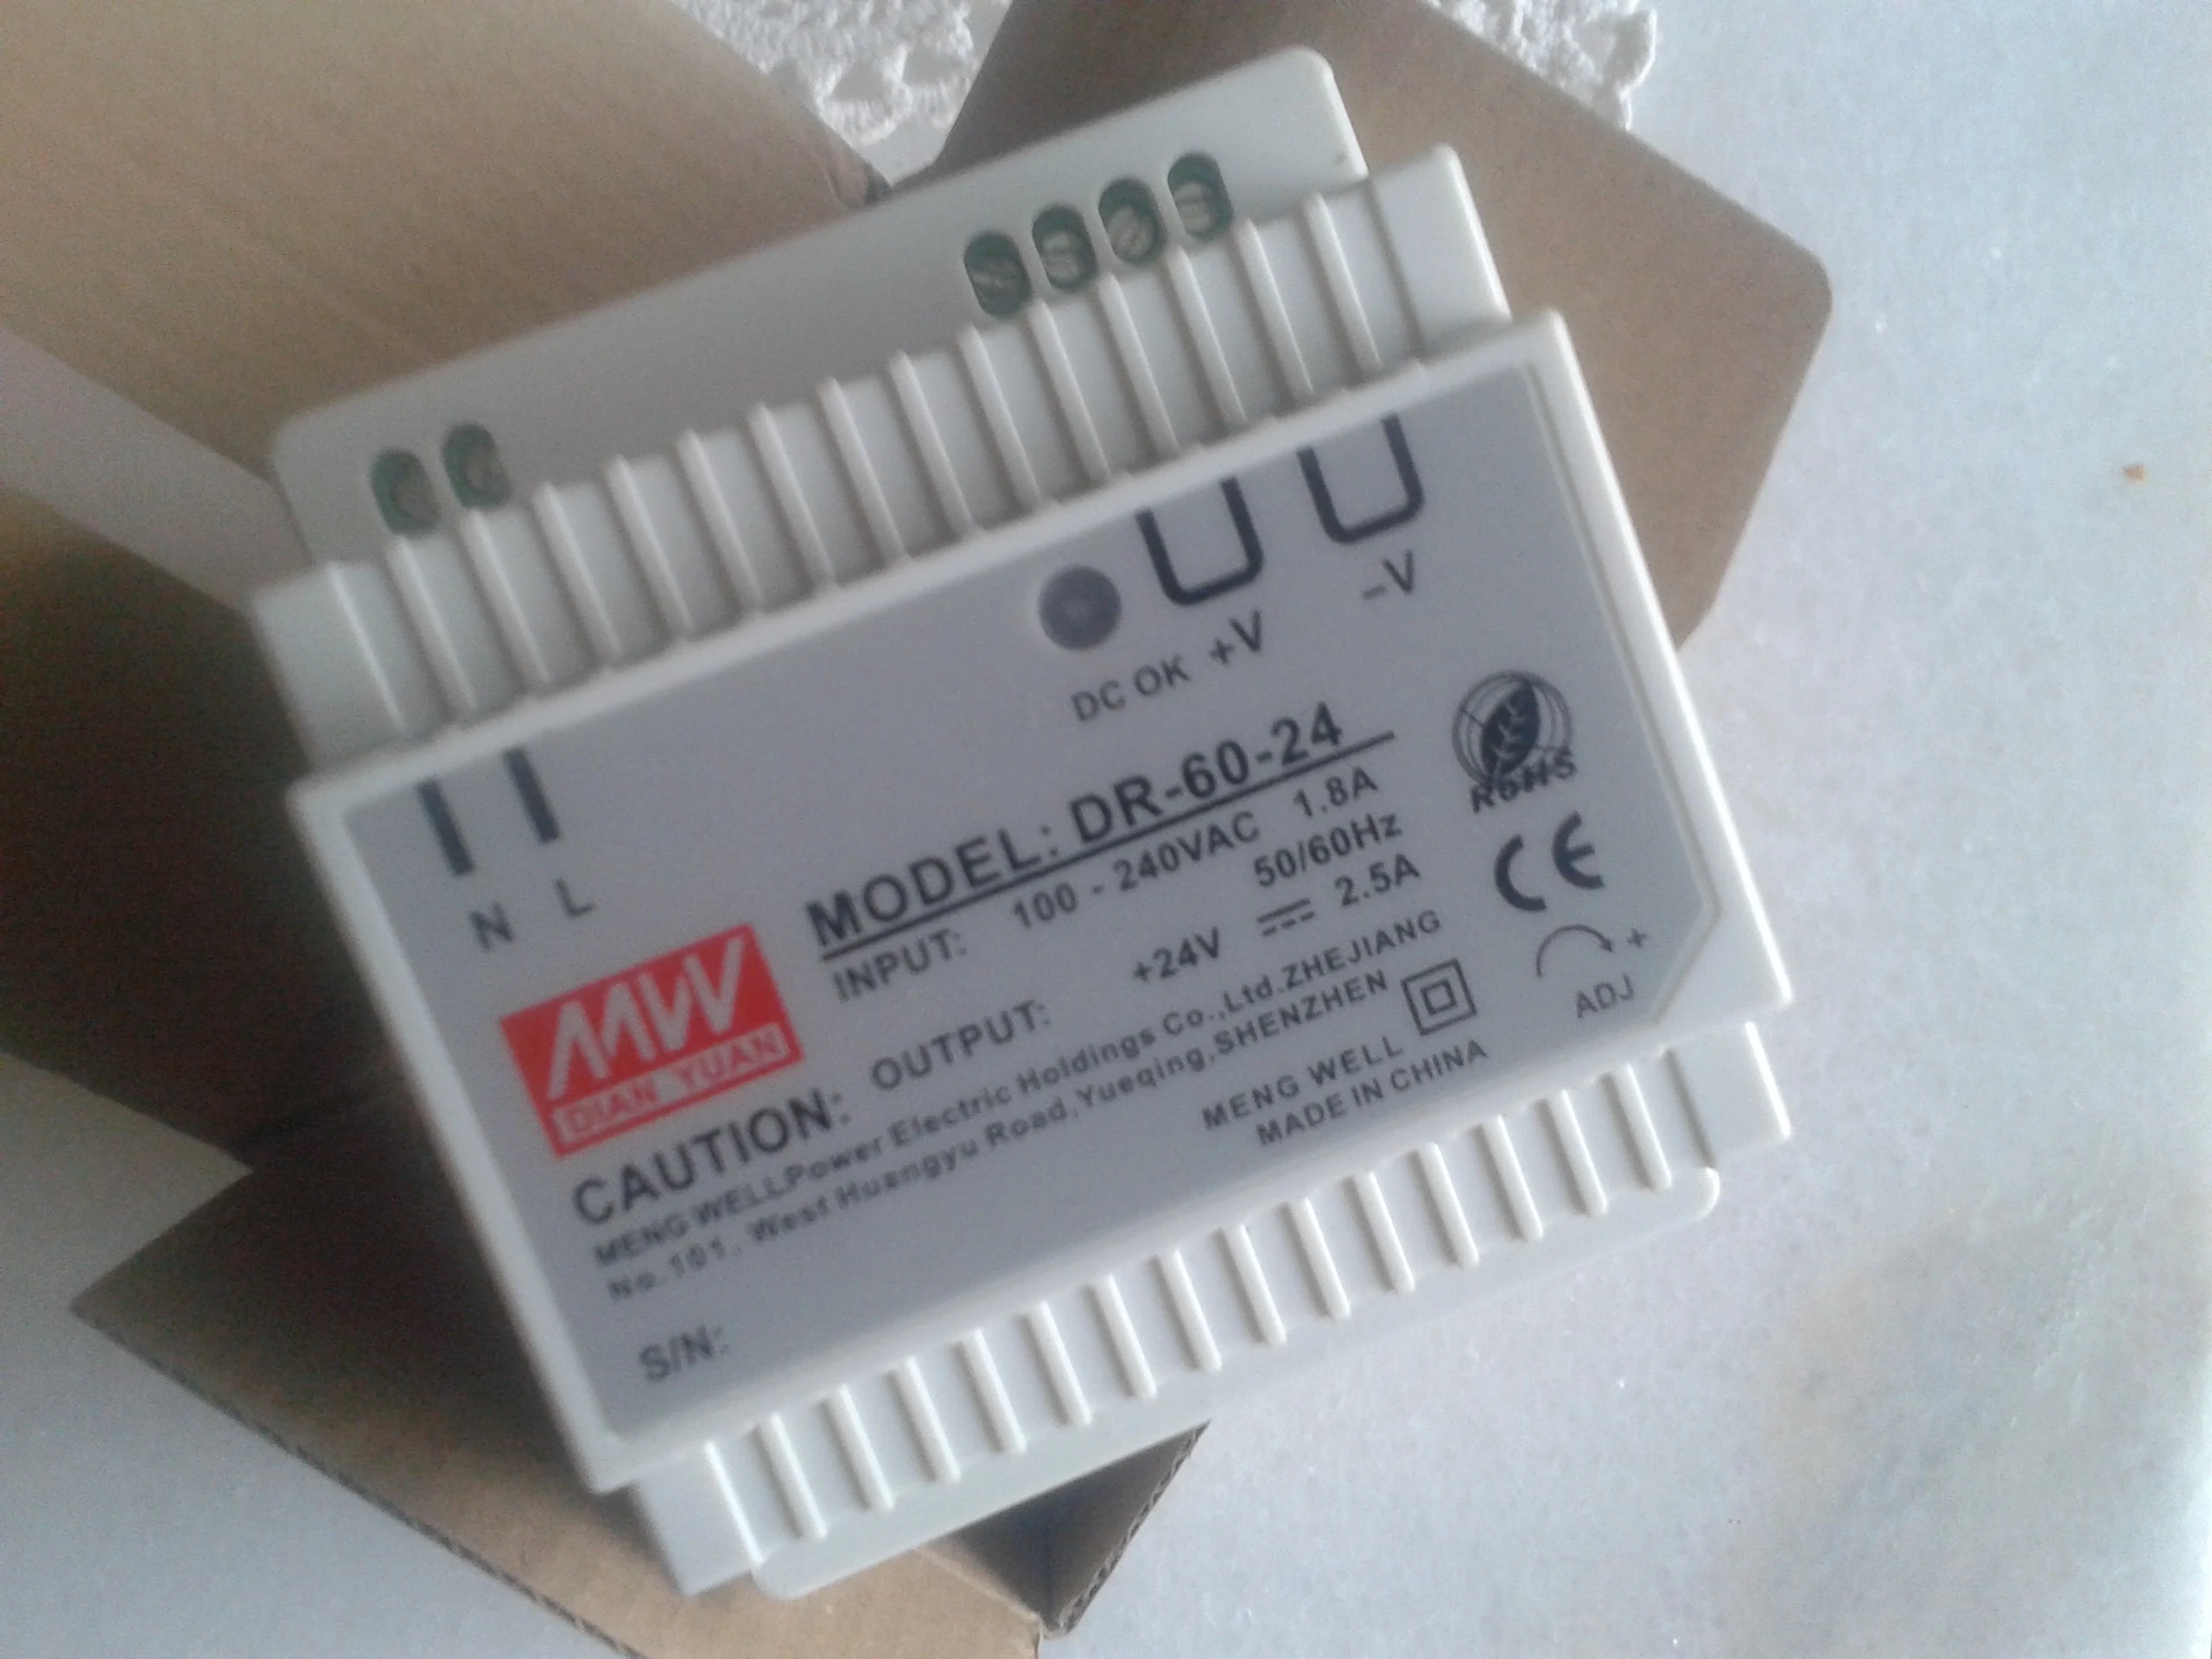 DC OK +V -V
N L
MODEL: DR-60-24
INPUT: 100 - 240VAC 1.8A
50/60Hz
OUTPUT: +24V 2.5A
RoHS
CE
MW
DIAN YUAN
CAUTION:
MENG WELLPower Electric Holdings Co.,Ltd.ZHEJIANG
No.101. West Huangyu Road,Yueqing,SHENZHEN
MENG WELL
MADE IN CHINA
+
ADJ
S/N: